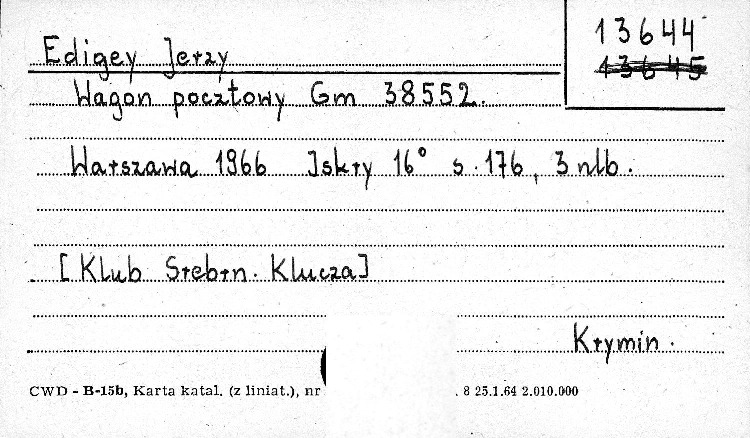 13644
13645
Edigey Jerzy
Wagon pocztowy Gm 38552.
Warszawa 1966 Iskry 16° s. 176, 3 nlb.
[Klub Srebrn. Klucza]
Krymin.
CWD - B-15b, Karta katal. (z liniat.), nr . 8 25.1.64 2.010.000